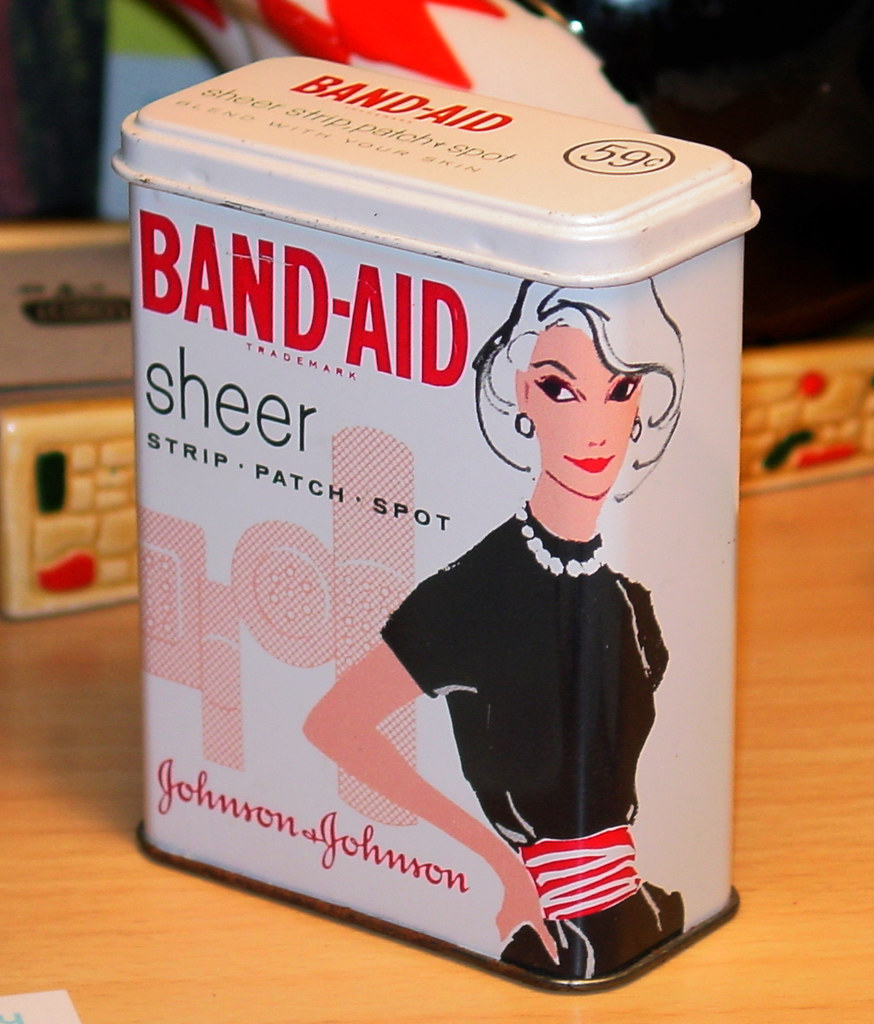 BAND-AID
sheer strip, patch & spot
BLEND WITH YOUR SKIN
59¢
BAND-AID
TRADEMARK
sheer
STRIP · PATCH · SPOT
Johnson & Johnson